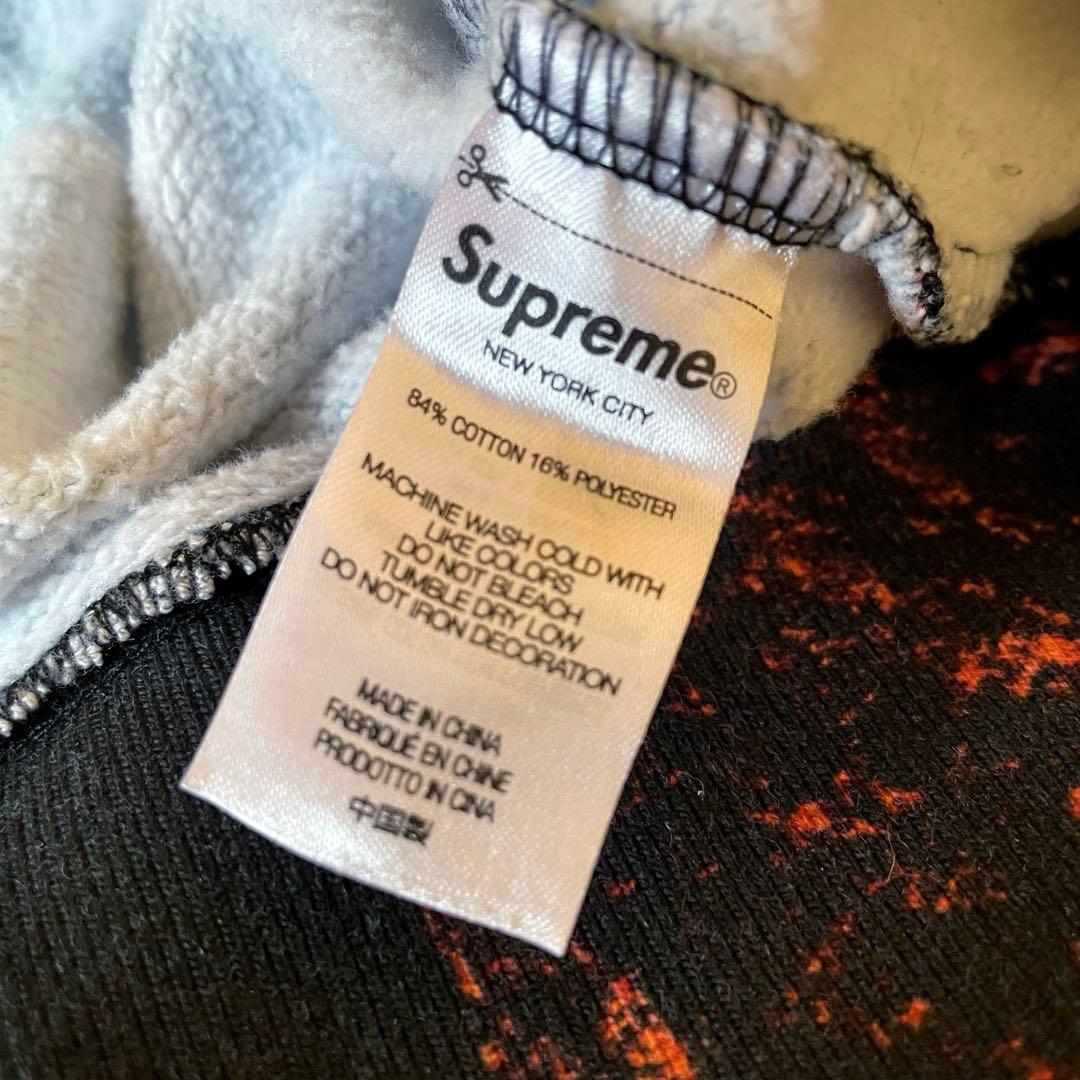 Supreme®
NEW YORK CITY
84% COTTON 16% POLYESTER
MACHINE WASH COLD WITH
LIKE COLORS
DO NOT BLEACH
TUMBLE DRY LOW
DO NOT IRON DECORATION
MADE IN CHINA
FABRIQUÉ EN CHINE
PRODOTTO IN CINA
中国製